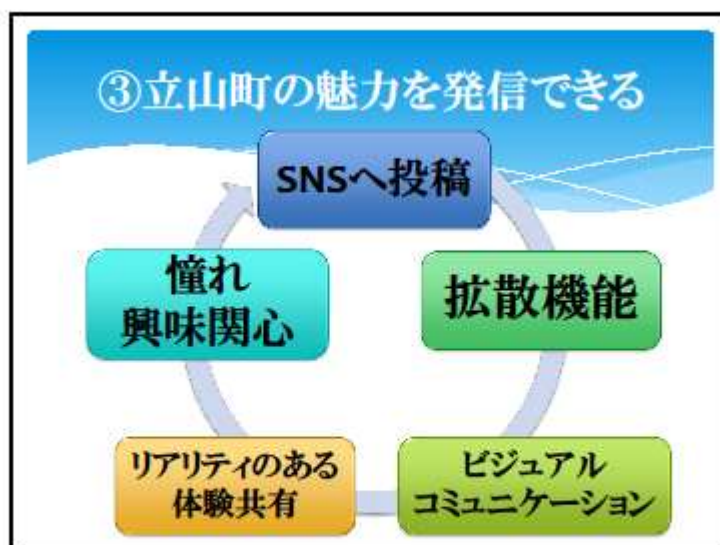 ③立山町の魅力を発信できる
SNSへ投稿
拡散機能
ビジュアル
コミュニケーション
リアリティのある
体験共有
憧れ
興味関心